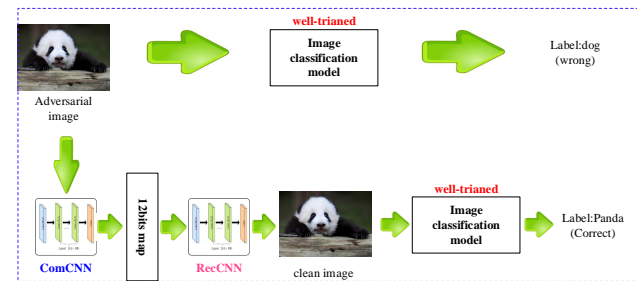 well-trianed
Image
classification
model
Label:dog
(wrong)
Adversarial
image
12bits map
ComCNN
RecCNN
clean image
well-trianed
Image
classification
model
Label:Panda
(Correct)